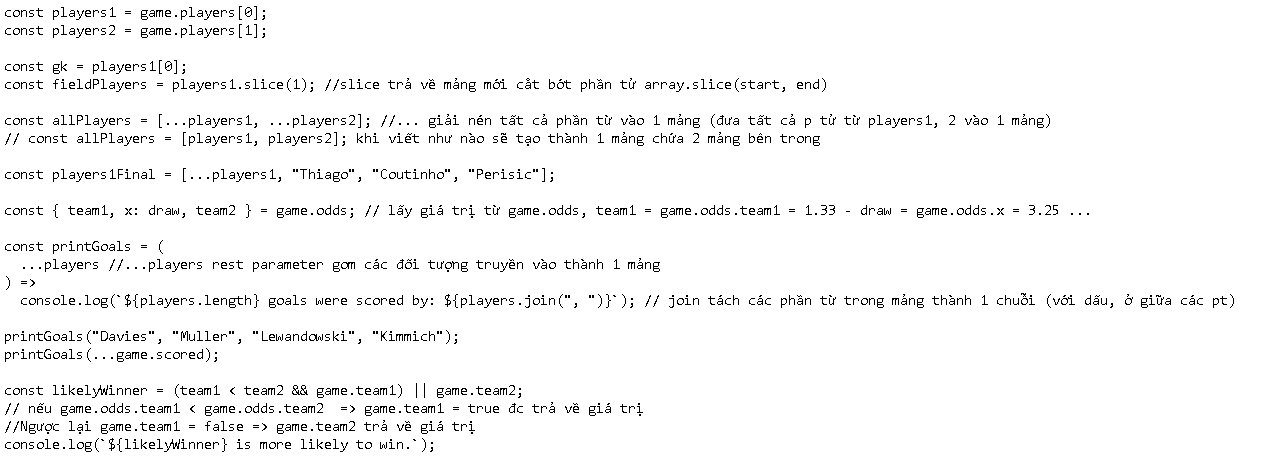 const players1 = game.players[0];
const players2 = game.players[1];

const gk = players1[0];
const fieldPlayers = players1.slice(1); //slice trả về mảng mới cắt bớt phần tử array.slice(start, end)

const allPlayers = [...players1, ...players2]; //... giải nén tất cả phần từ vào 1 mảng (đưa tất cả p tử từ players1, 2 vào 1 mảng)
// const allPlayers = [players1, players2]; khi viết như nào sẽ tạo thành 1 mảng chứa 2 mảng bên trong

const players1Final = [...players1, "Thiago", "Coutinho", "Perisic"];

const { team1, x: draw, team2 } = game.odds; // lấy giá trị từ game.odds, team1 = game.odds.team1 = 1.33 - draw = game.odds.x = 3.25 ...

const printGoals = (
  ...players //...players rest parameter gom các đối tượng truyền vào thành 1 mảng
) =>
  console.log(`${players.length} goals were scored by: ${players.join(", ")}`); // join tách các phần từ trong mảng thành 1 chuỗi (với dấu, ở giữa các pt)

printGoals("Davies", "Muller", "Lewandowski", "Kimmich");
printGoals(...game.scored);

const likelyWinner = (team1 < team2 && game.team1) || game.team2;
// nếu game.odds.team1 < game.odds.team2  => game.team1 = true đc trả về giá trị
//Ngược lại game.team1 = false => game.team2 trả về giá trị
console.log(`${likelyWinner} is more likely to win.`);